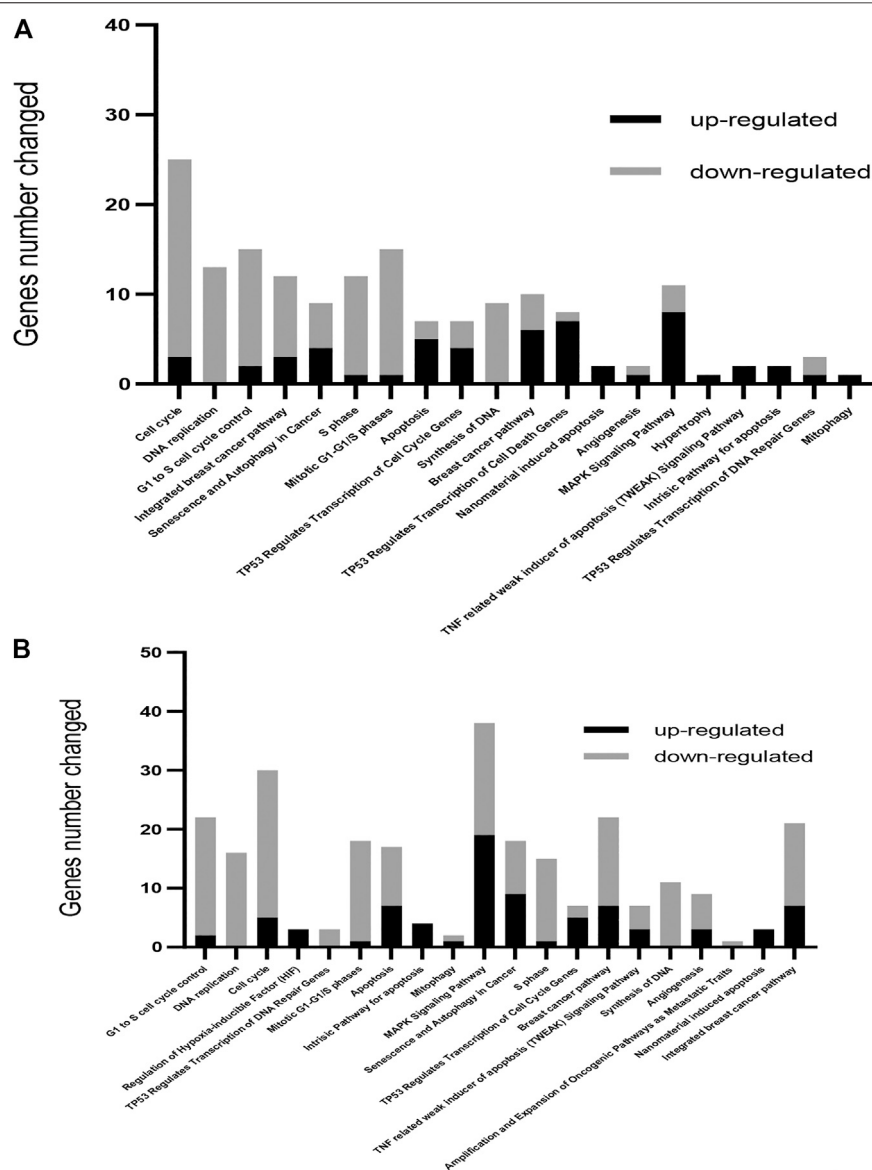 A
40
30
20
10
0
Genes number changed
up-regulated
down-regulated
Cell cycle
DNA replication
G1 to S cell cycle control
Integrated breast cancer pathway
Senescence and Autophagy in Cancer
S phase
Mitotic G1-G1/S phases
Apoptosis
TP53 Regulates Transcription of Cell Cycle Genes
Synthesis of DNA
Breast cancer pathway
TP53 Regulates Transcription of Cell Death Genes
Nanomaterial induced apoptosis
Angiogenesis
MAPK Signaling Pathway
Hypertrophy
TNF related weak inducer of apoptosis (TWEAK) Signaling Pathway
Intrisic Pathway for apoptosis
TP53 Regulates Transcription of DNA Repair Genes
Mitophagy
B
50
40
30
20
10
0
Genes number changed
up-regulated
down-regulated
G1 to S cell cycle control
DNA replication
Cell cycle
Regulation of Hypoxia-inducible Factor (HIF)
TP53 Regulates Transcription of DNA Repair Genes
Mitotic G1-G1/S phases
Apoptosis
Intrisic Pathway for apoptosis
Mitophagy
MAPK Signaling Pathway
Senescence and Autophagy in Cancer
S phase
TP53 Regulates Transcription of Cell Cycle Genes
Breast cancer pathway
TNF related weak inducer of apoptosis (TWEAK) Signaling Pathway
Synthesis of DNA
Angiogenesis
Amplification and Expansion of Oncogenic Pathways as Metastatic Traits
Nanomaterial induced apoptosis
Integrated breast cancer pathway